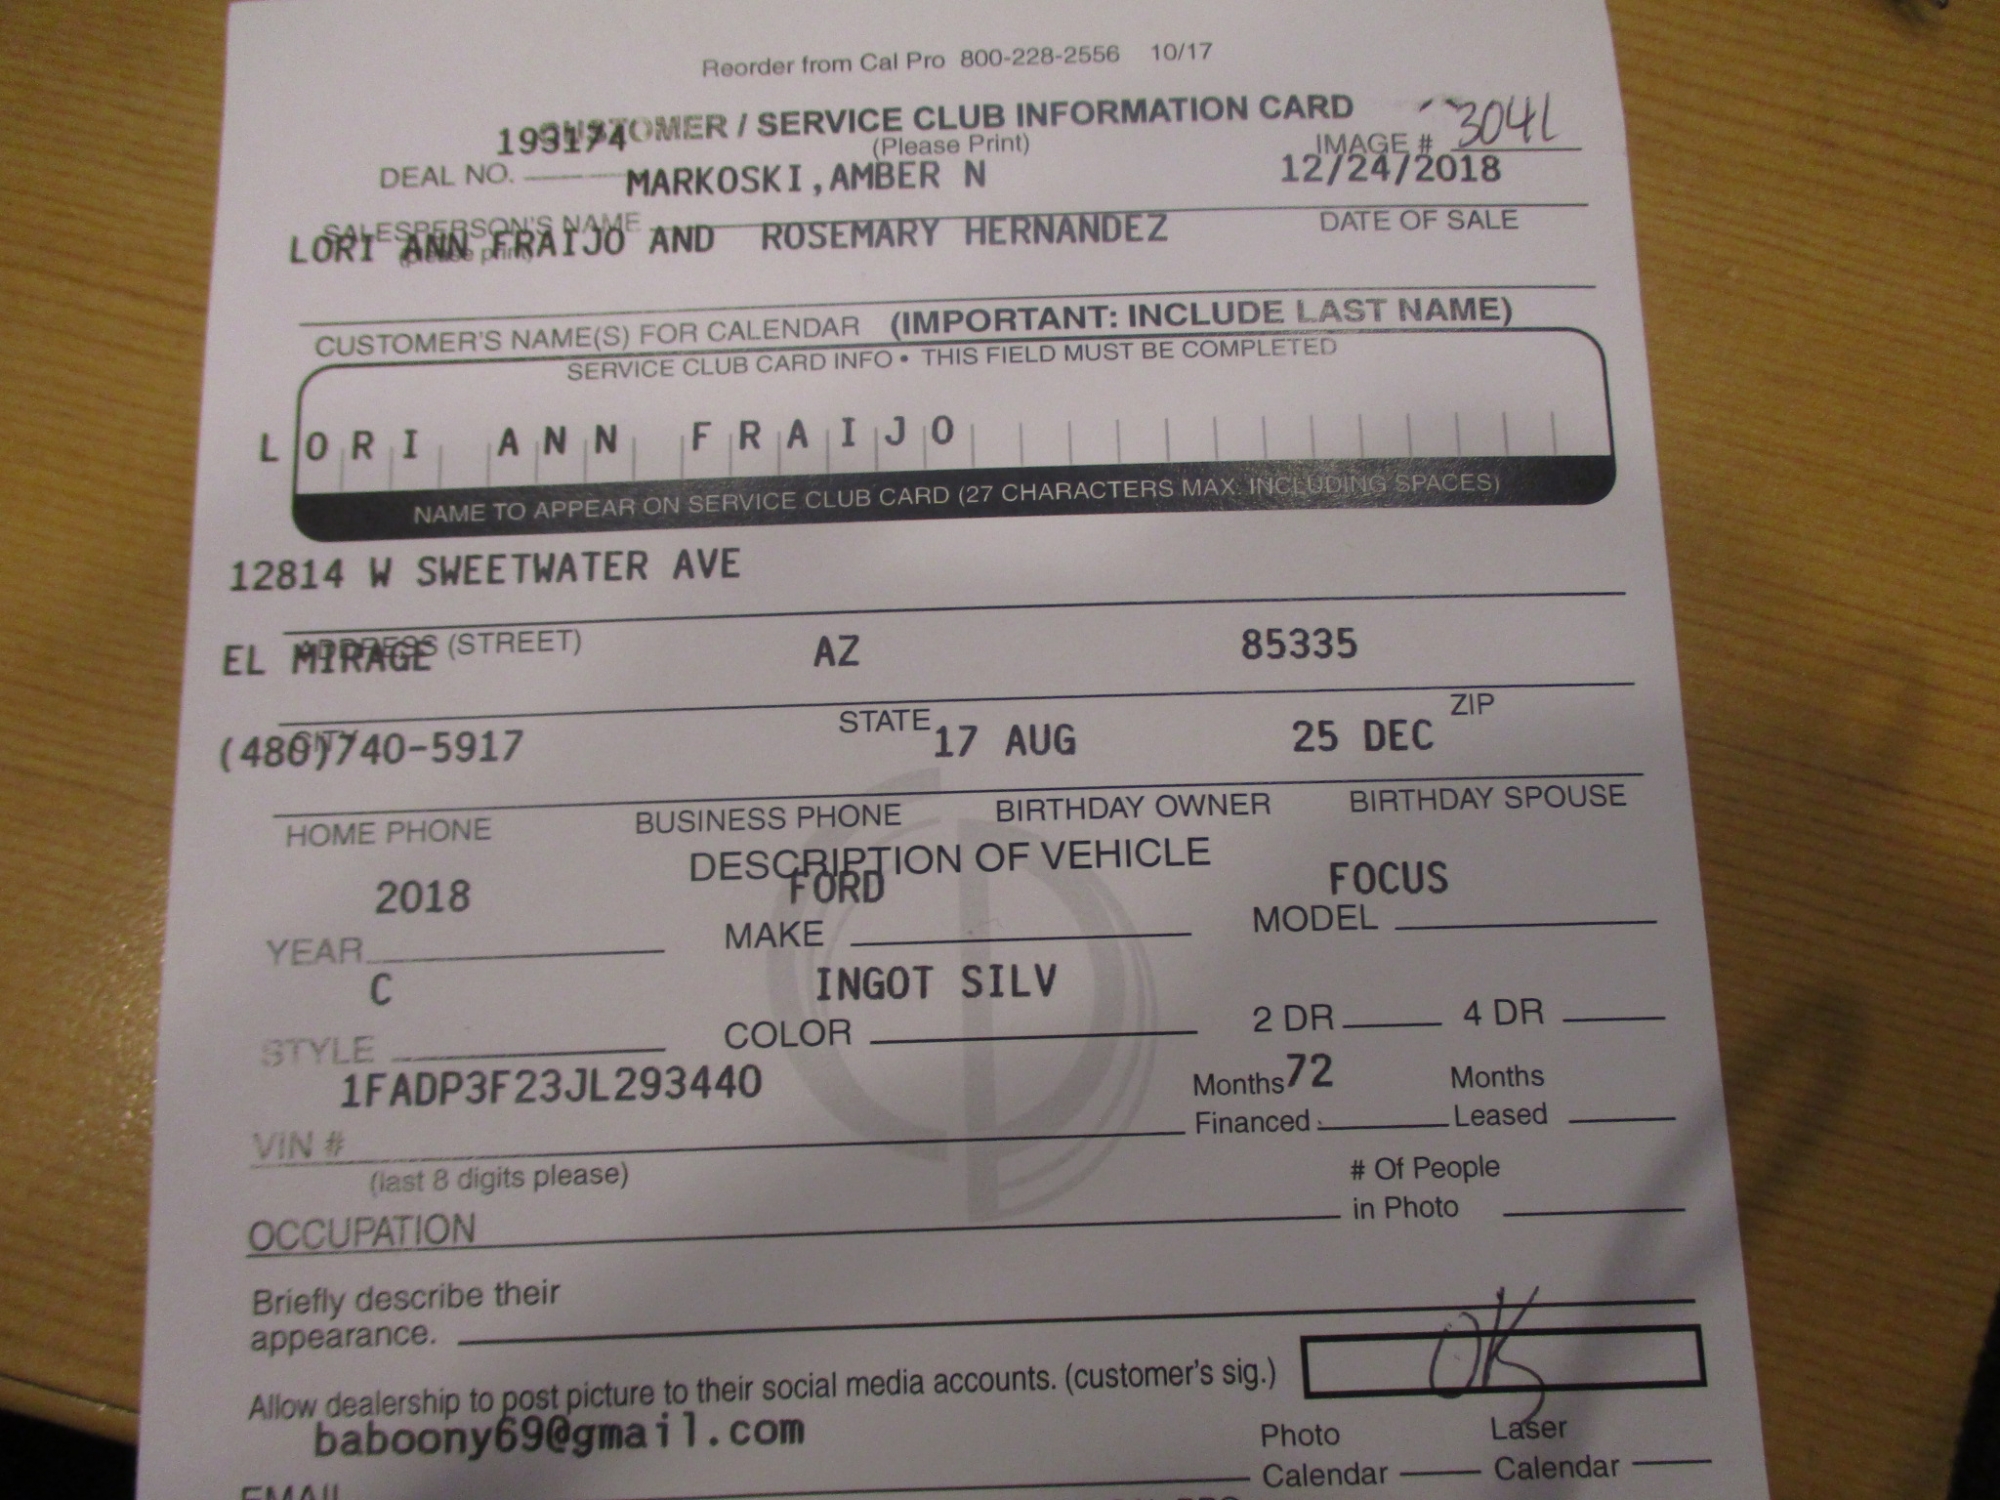 Reorder from Cal Pro 800-228-2556 10/17
CUSTOMER / SERVICE CLUB INFORMATION CARD
193174
(Please Print)
IMAGE # 3041
DEAL NO.
MARKOSKI,AMBER N
12/24/2018
SALESPERSON'S NAME
(please print)
DATE OF SALE
LORI ANN FRAIJO AND ROSEMARY HERNANDEZ
CUSTOMER'S NAME(S) FOR CALENDAR (IMPORTANT: INCLUDE LAST NAME)
SERVICE CLUB CARD INFO • THIS FIELD MUST BE COMPLETED
LORI ANN FRAIJO
NAME TO APPEAR ON SERVICE CLUB CARD (27 CHARACTERS MAX. INCLUDING SPACES)
12814 W SWEETWATER AVE
ADDRESS (STREET)
EL MIRAGE AZ 85335
CITY STATE ZIP
(480)740-5917 17 AUG 25 DEC
HOME PHONE BUSINESS PHONE BIRTHDAY OWNER BIRTHDAY SPOUSE
DESCRIPTION OF VEHICLE
2018 FORD FOCUS
YEAR MAKE MODEL
C INGOT SILV
STYLE COLOR 2 DR 4 DR
1FADP3F23JL293440
Months 72 Months
VIN # Financed Leased
(last 8 digits please)
# Of People
in Photo
OCCUPATION
Briefly describe their
appearance.
Allow dealership to post picture to their social media accounts. (customer's sig.) OK
baboony69@gmail.com
Photo Laser
Calendar Calendar
EMAIL